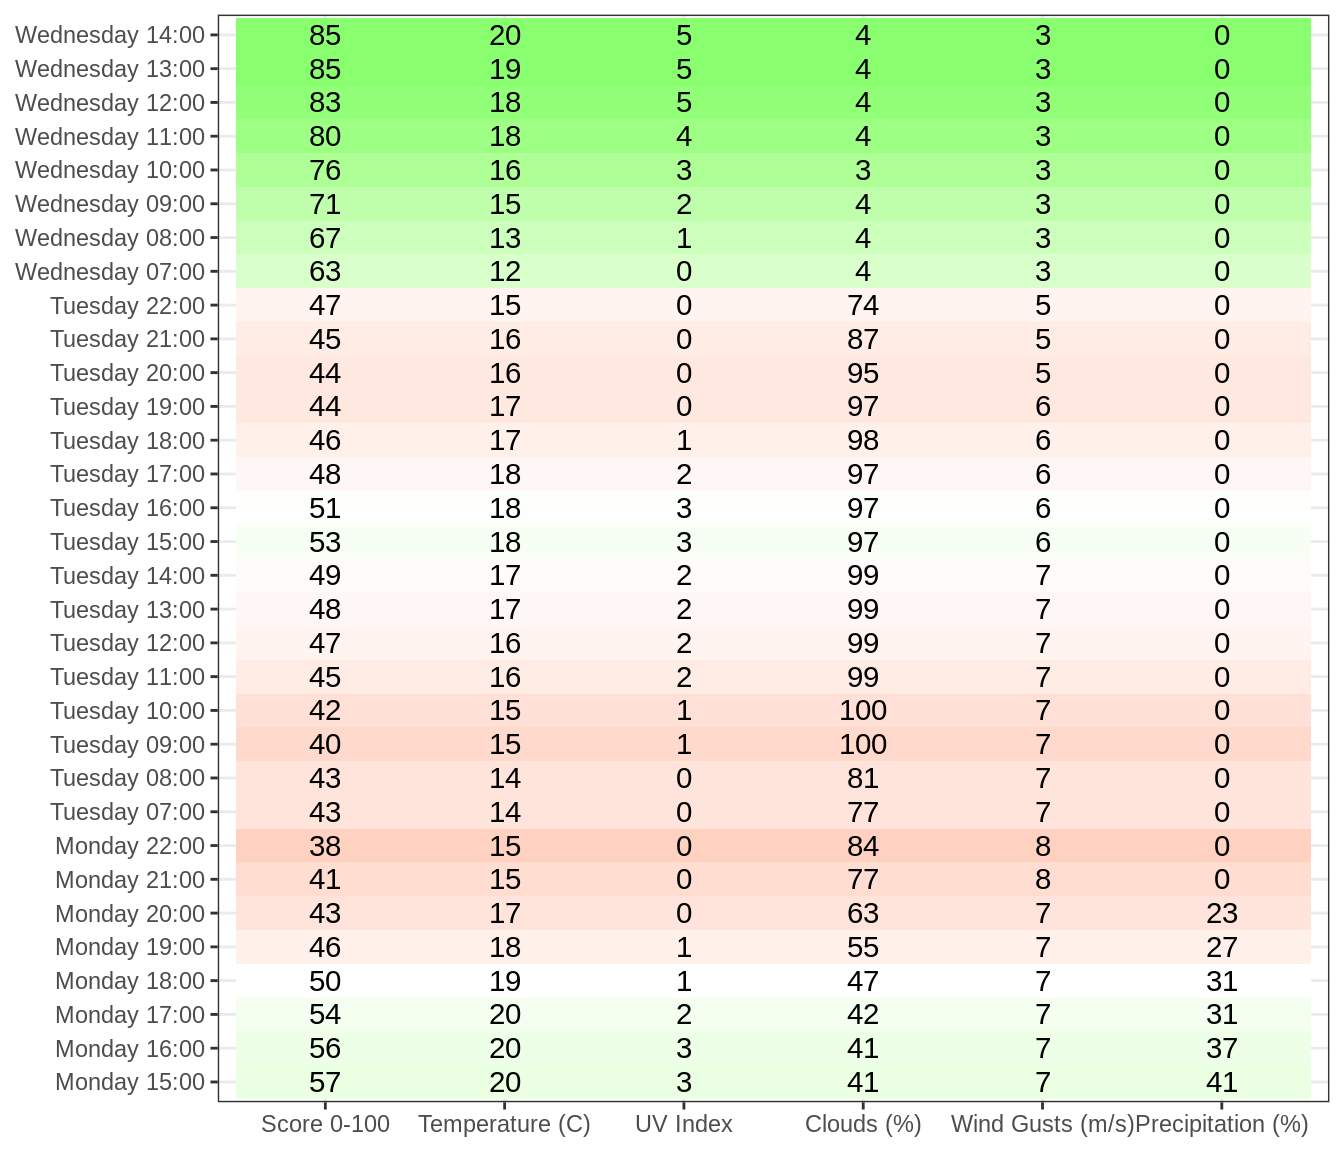 Wednesday 14:00 85 20 5 4 3 0
Wednesday 13:00 85 19 5 4 3 0
Wednesday 12:00 83 18 5 4 3 0
Wednesday 11:00 80 18 4 4 3 0
Wednesday 10:00 76 16 3 3 3 0
Wednesday 09:00 71 15 2 4 3 0
Wednesday 08:00 67 13 1 4 3 0
Wednesday 07:00 63 12 0 4 3 0
Tuesday 22:00 47 15 0 74 5 0
Tuesday 21:00 45 16 0 87 5 0
Tuesday 20:00 44 16 0 95 5 0
Tuesday 19:00 44 17 0 97 6 0
Tuesday 18:00 46 17 1 98 6 0
Tuesday 17:00 48 18 2 97 6 0
Tuesday 16:00 51 18 3 97 6 0
Tuesday 15:00 53 18 3 97 6 0
Tuesday 14:00 49 17 2 99 7 0
Tuesday 13:00 48 17 2 99 7 0
Tuesday 12:00 47 16 2 99 7 0
Tuesday 11:00 45 16 2 99 7 0
Tuesday 10:00 42 15 1 100 7 0
Tuesday 09:00 40 15 1 100 7 0
Tuesday 08:00 43 14 0 81 7 0
Tuesday 07:00 43 14 0 77 7 0
Monday 22:00 38 15 0 84 8 0
Monday 21:00 41 15 0 77 8 0
Monday 20:00 43 17 0 63 7 23
Monday 19:00 46 18 1 55 7 27
Monday 18:00 50 19 1 47 7 31
Monday 17:00 54 20 2 42 7 31
Monday 16:00 56 20 3 41 7 37
Monday 15:00 57 20 3 41 7 41
Score 0-100 Temperature (C) UV Index Clouds (%) Wind Gusts (m/s) Precipitation (%)